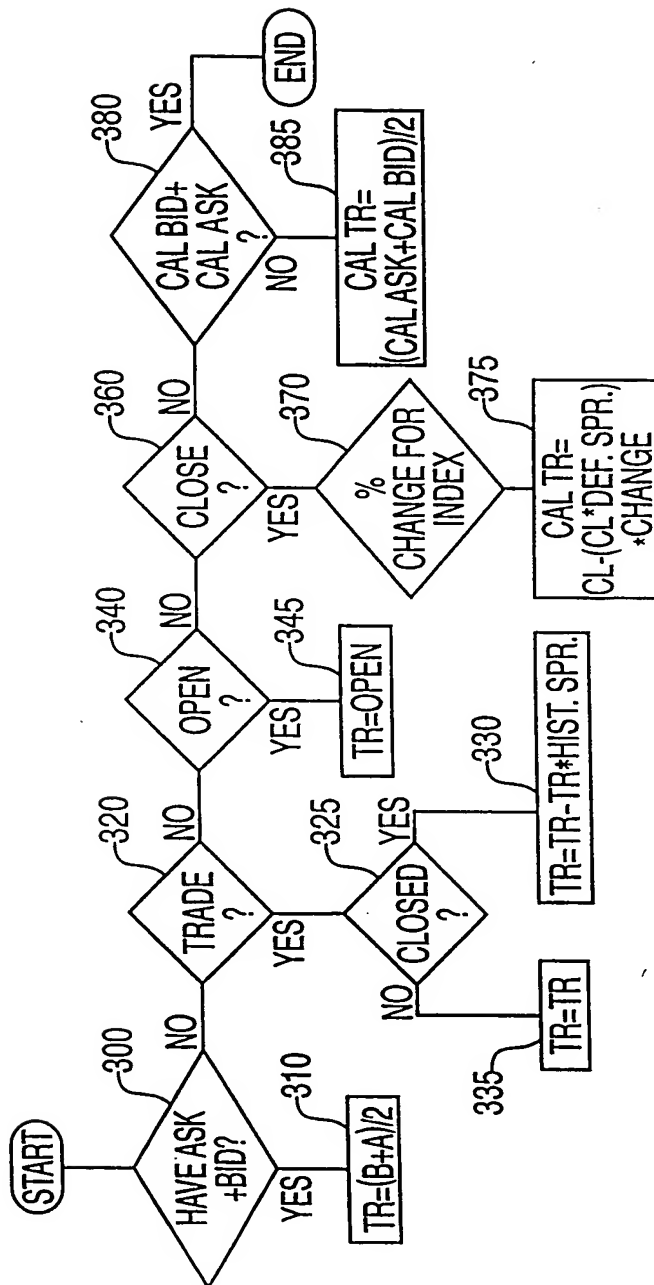 START
300
HAVE ASK
+BID?
NO
YES
310
TR=(B+A)/2
320
TRADE
?
NO
YES
325
CLOSED
?
NO
YES
335
TR=TR
330
TR=TR-TR*HIST. SPR.
340
OPEN
?
NO
YES
345
TR=OPEN
360
CLOSE
?
NO
YES
370
%
CHANGE FOR
INDEX
375
CAL TR=
CL-(CL*DEF. SPR.)
*CHANGE
380
CAL BID+
CAL ASK
?
YES
NO
385
CAL TR=
(CAL ASK+CAL BID)/2
END